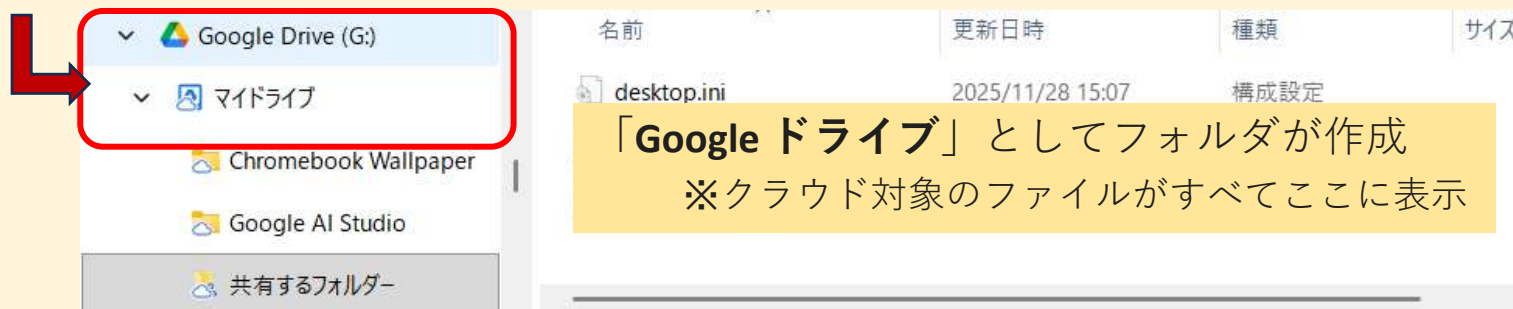 Google Drive (G:)
マイドライブ
Chromebook Wallpaper
Google AI Studio
共有するフォルダー
名前 更新日時 種類 サイズ
desktop.ini 2025/11/28 15:07 構成設定
「Google ドライブ」としてフォルダが作成
※クラウド対象のファイルがすべてここに表示